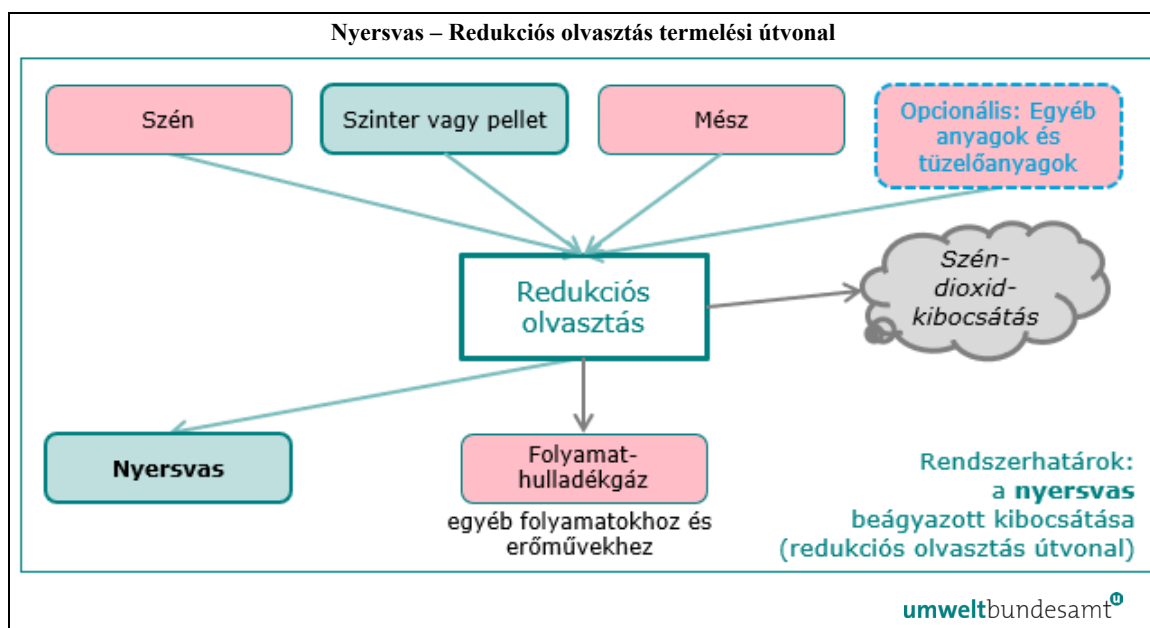 Nyersvas – Redukciós olvasztás termelési útvonal
Szén
Szinter vagy pellet
Mész
Opcionális: Egyéb
anyagok és
tüzelőanyagok
Redukciós
olvasztás
Szén-
dioxid-
kibocsátás
Nyersvas
Folyamat-
hulladékgáz
egyéb folyamatokhoz és
erőművekhez
Rendszerhatárok:
a nyersvas
beágyazott kibocsátása
(redukciós olvasztás útvonal)
umweltbundesamtu